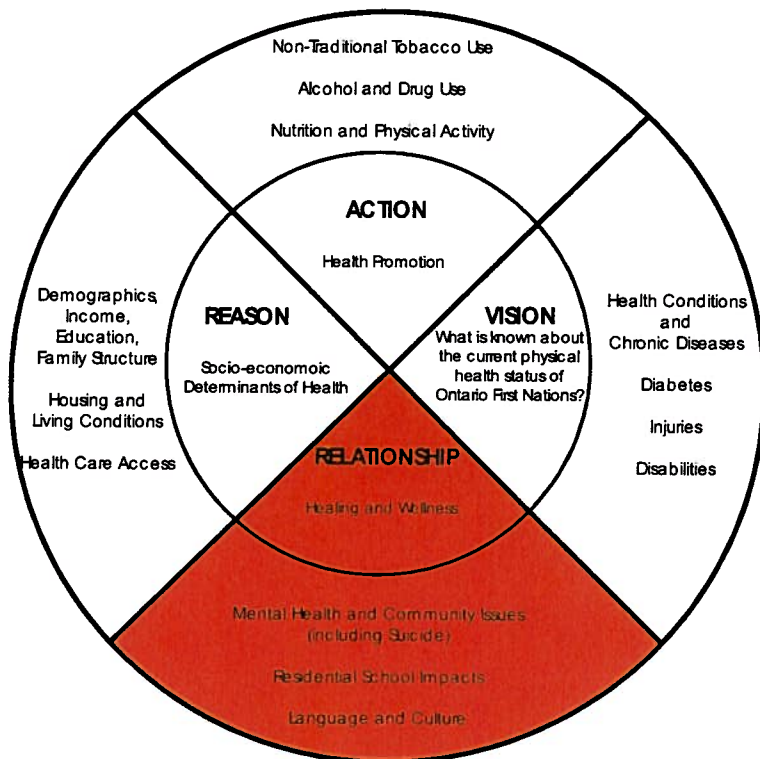 Non-Traditional Tobacco Use
Alcohol and Drug Use
Nutrition and Physical Activity
ACTION
Health Promotion
Demographics,
Income,
Education,
Family Structure
Housing and
Living Conditions
Health Care Access
REASON
Socio-economoic
Determinants of Health
VISION
What is known about
the current physical
health status of
Ontario First Nations?
Health Conditions
and
Chronic Diseases
Diabetes
Injuries
Disabilities
RELATIONSHIP
Healing and Wellness
Mental Health and Community Issues
(including Suicide)
Residential School Impacts
Language and Culture